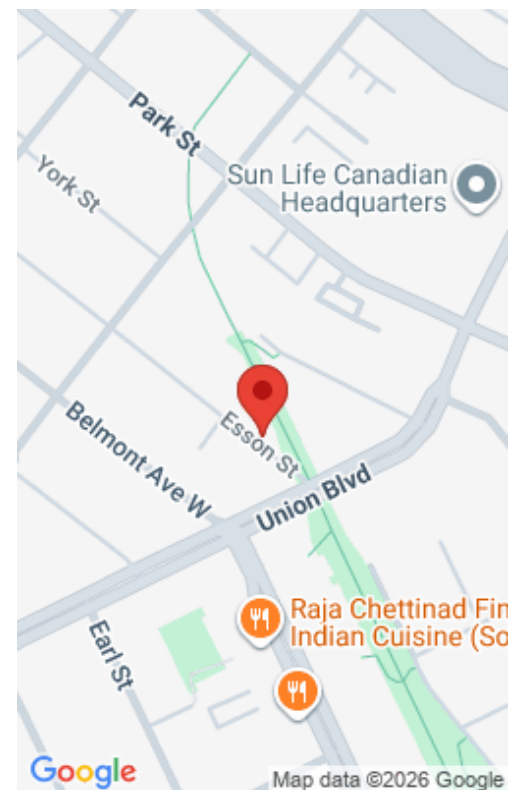 Park St
York St
Sun Life Canadian
Headquarters
Belmont Ave W
Esson St
Union Blvd
Raja Chettinad Fin
Indian Cuisine (So
Earl St
Google
Map data ©2026 Google